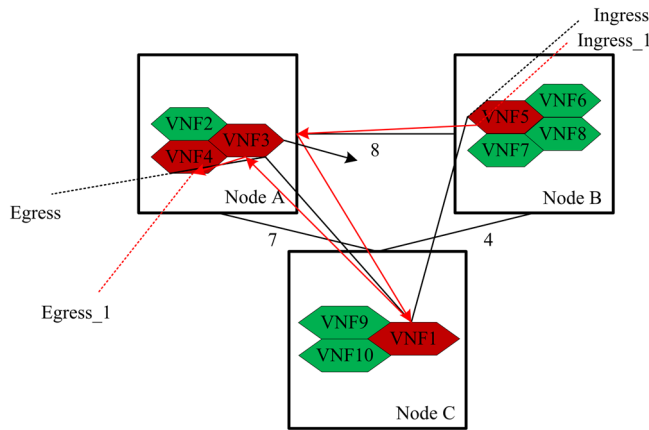 Ingress
Ingress_1
VNF6
VNF5
VNF2
VNF8
VNF3
8
VNF7
VNF4
Node A
Node B
Egress
7
4
Egress_1
VNF9
VNF1
VNF10
Node C